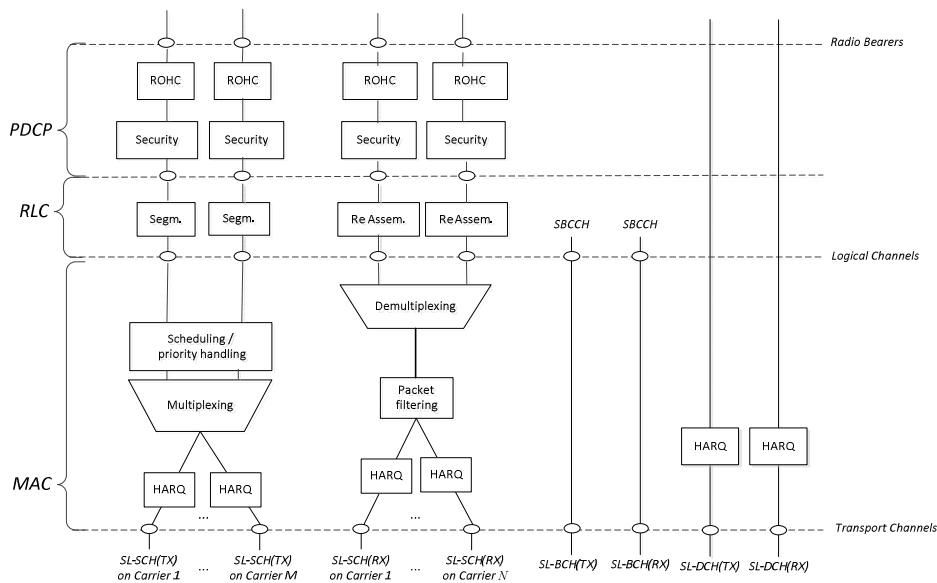 Radio Bearers
ROHC ROHC ROHC ROHC
PDCP
Security Security Security Security
RLC
Segm. Segm. Re Assem. Re Assem.
SBCCH SBCCH
Logical Channels
Demultiplexing
Scheduling /
priority handling
Multiplexing
Packet
filtering
HARQ HARQ
HARQ HARQ
MAC
HARQ HARQ
... ...
Transport Channels
SL-SCH(TX)
on Carrier 1
...
SL-SCH(TX)
on Carrier M
SL-SCH(RX)
on Carrier 1
...
SL-SCH(RX)
on Carrier N
SL-BCH(TX) SL-BCH(RX) SL-DCH(TX) SL-DCH(RX)